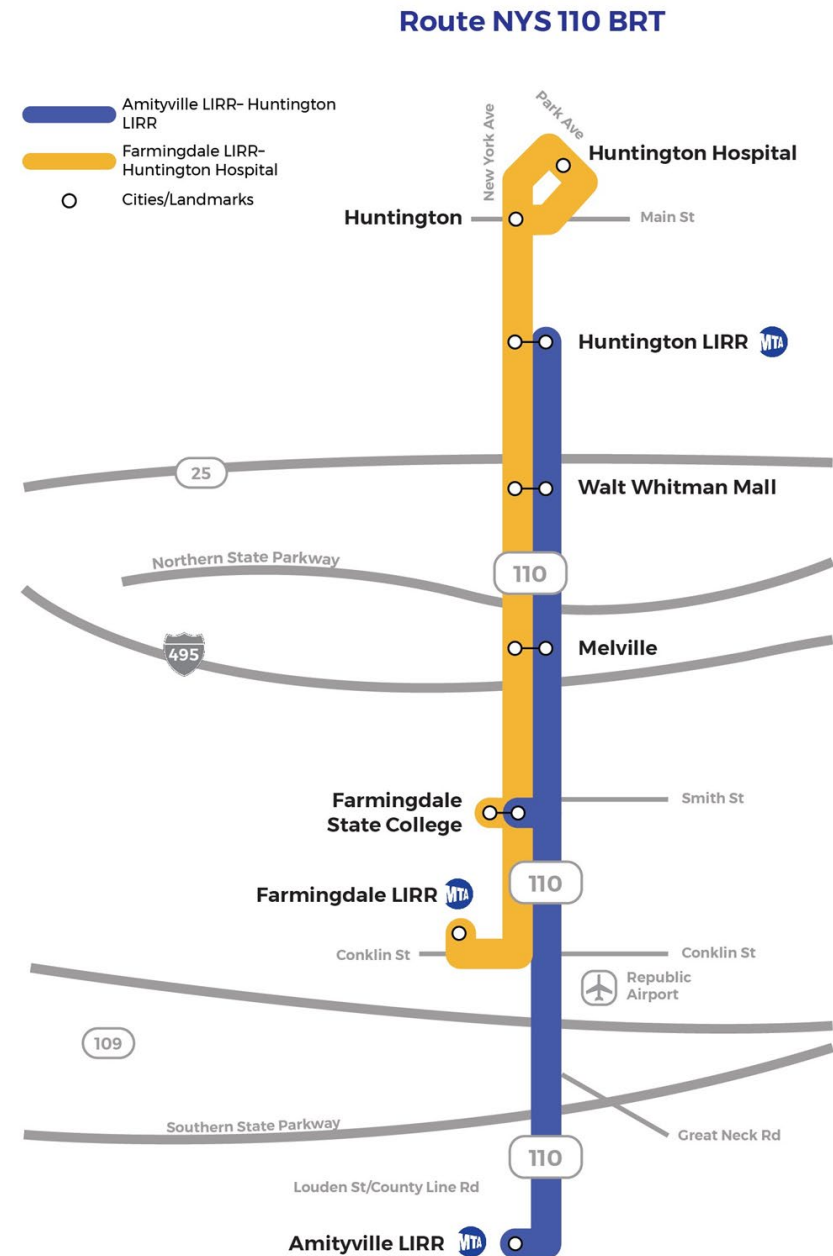 Route NYS 110 BRT
Amityville LIRR– Huntington
LIRR
Farmingdale LIRR–
Huntington Hospital
Cities/Landmarks
New York Ave
Park Ave
Huntington Hospital
Huntington
Main St
Huntington LIRR
MTA
25
Walt Whitman Mall
Northern State Parkway
110
495
Melville
Farmingdale
State College
Smith St
110
Farmingdale LIRR
MTA
Conklin St
Conklin St
Republic
Airport
109
Southern State Parkway
Great Neck Rd
110
Louden St/County Line Rd
Amityville LIRR
MTA